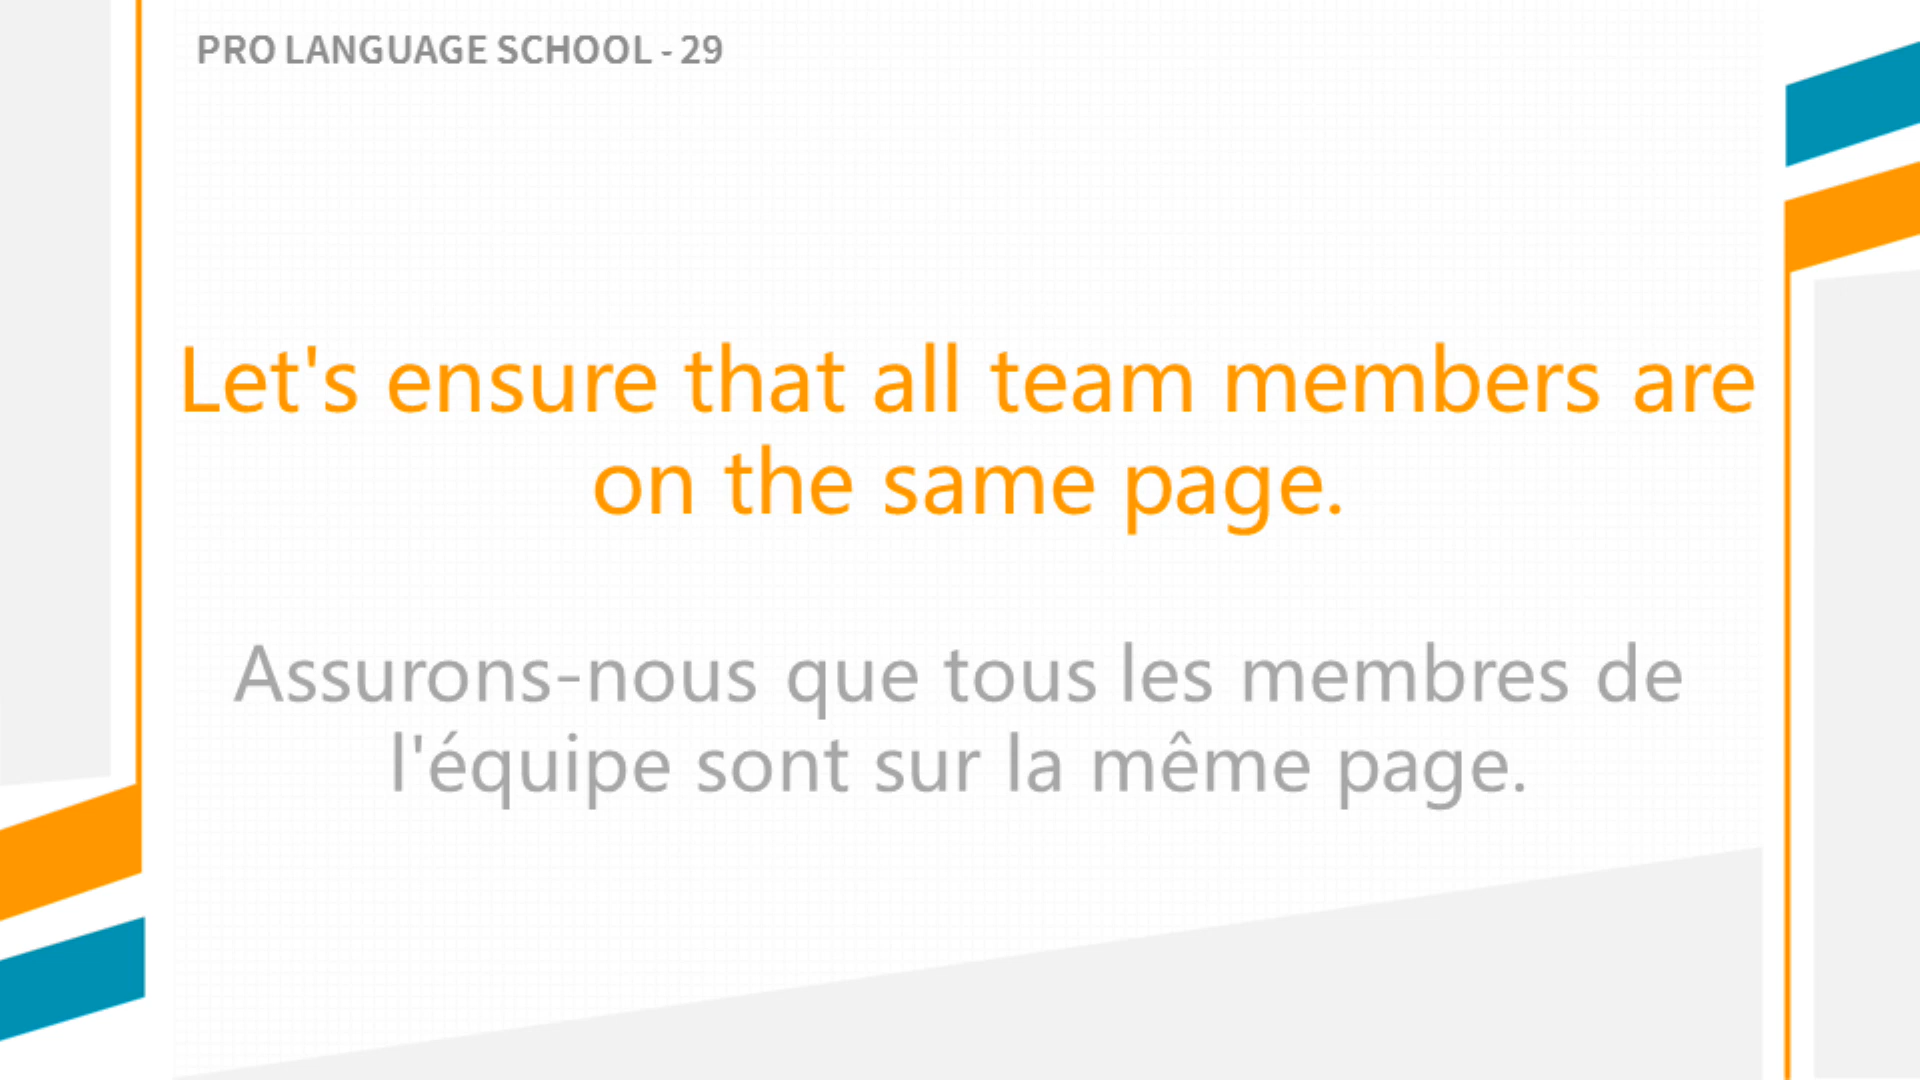 PRO LANGUAGE SCHOOL - 29
Let's ensure that all team members are
on the same page.
Assurons-nous que tous les membres de
l'équipe sont sur la même page.